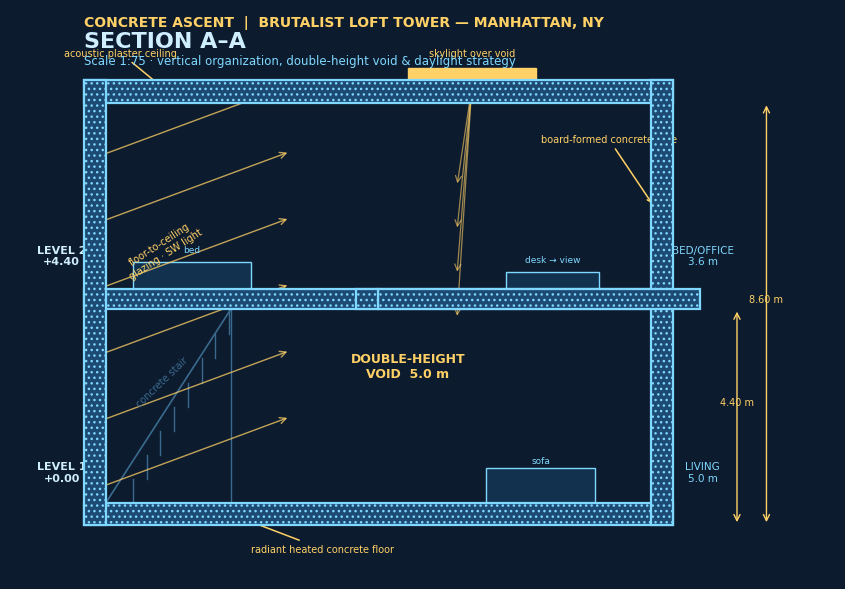 CONCRETE ASCENT | BRUTALIST LOFT TOWER — MANHATTAN, NY
SECTION A–A
Scale 1:75 · vertical organization, double-height void & daylight strategy
acoustic plaster ceiling
skylight over void
board-formed concrete
floor-to-ceiling
glazing · SW light
LEVEL 2
+4.40
bed
desk → view
BED/OFFICE
3.6 m
8.60 m
DOUBLE-HEIGHT
VOID 5.0 m
concrete stair
4.40 m
LEVEL 1
+0.00
sofa
LIVING
5.0 m
radiant heated concrete floor